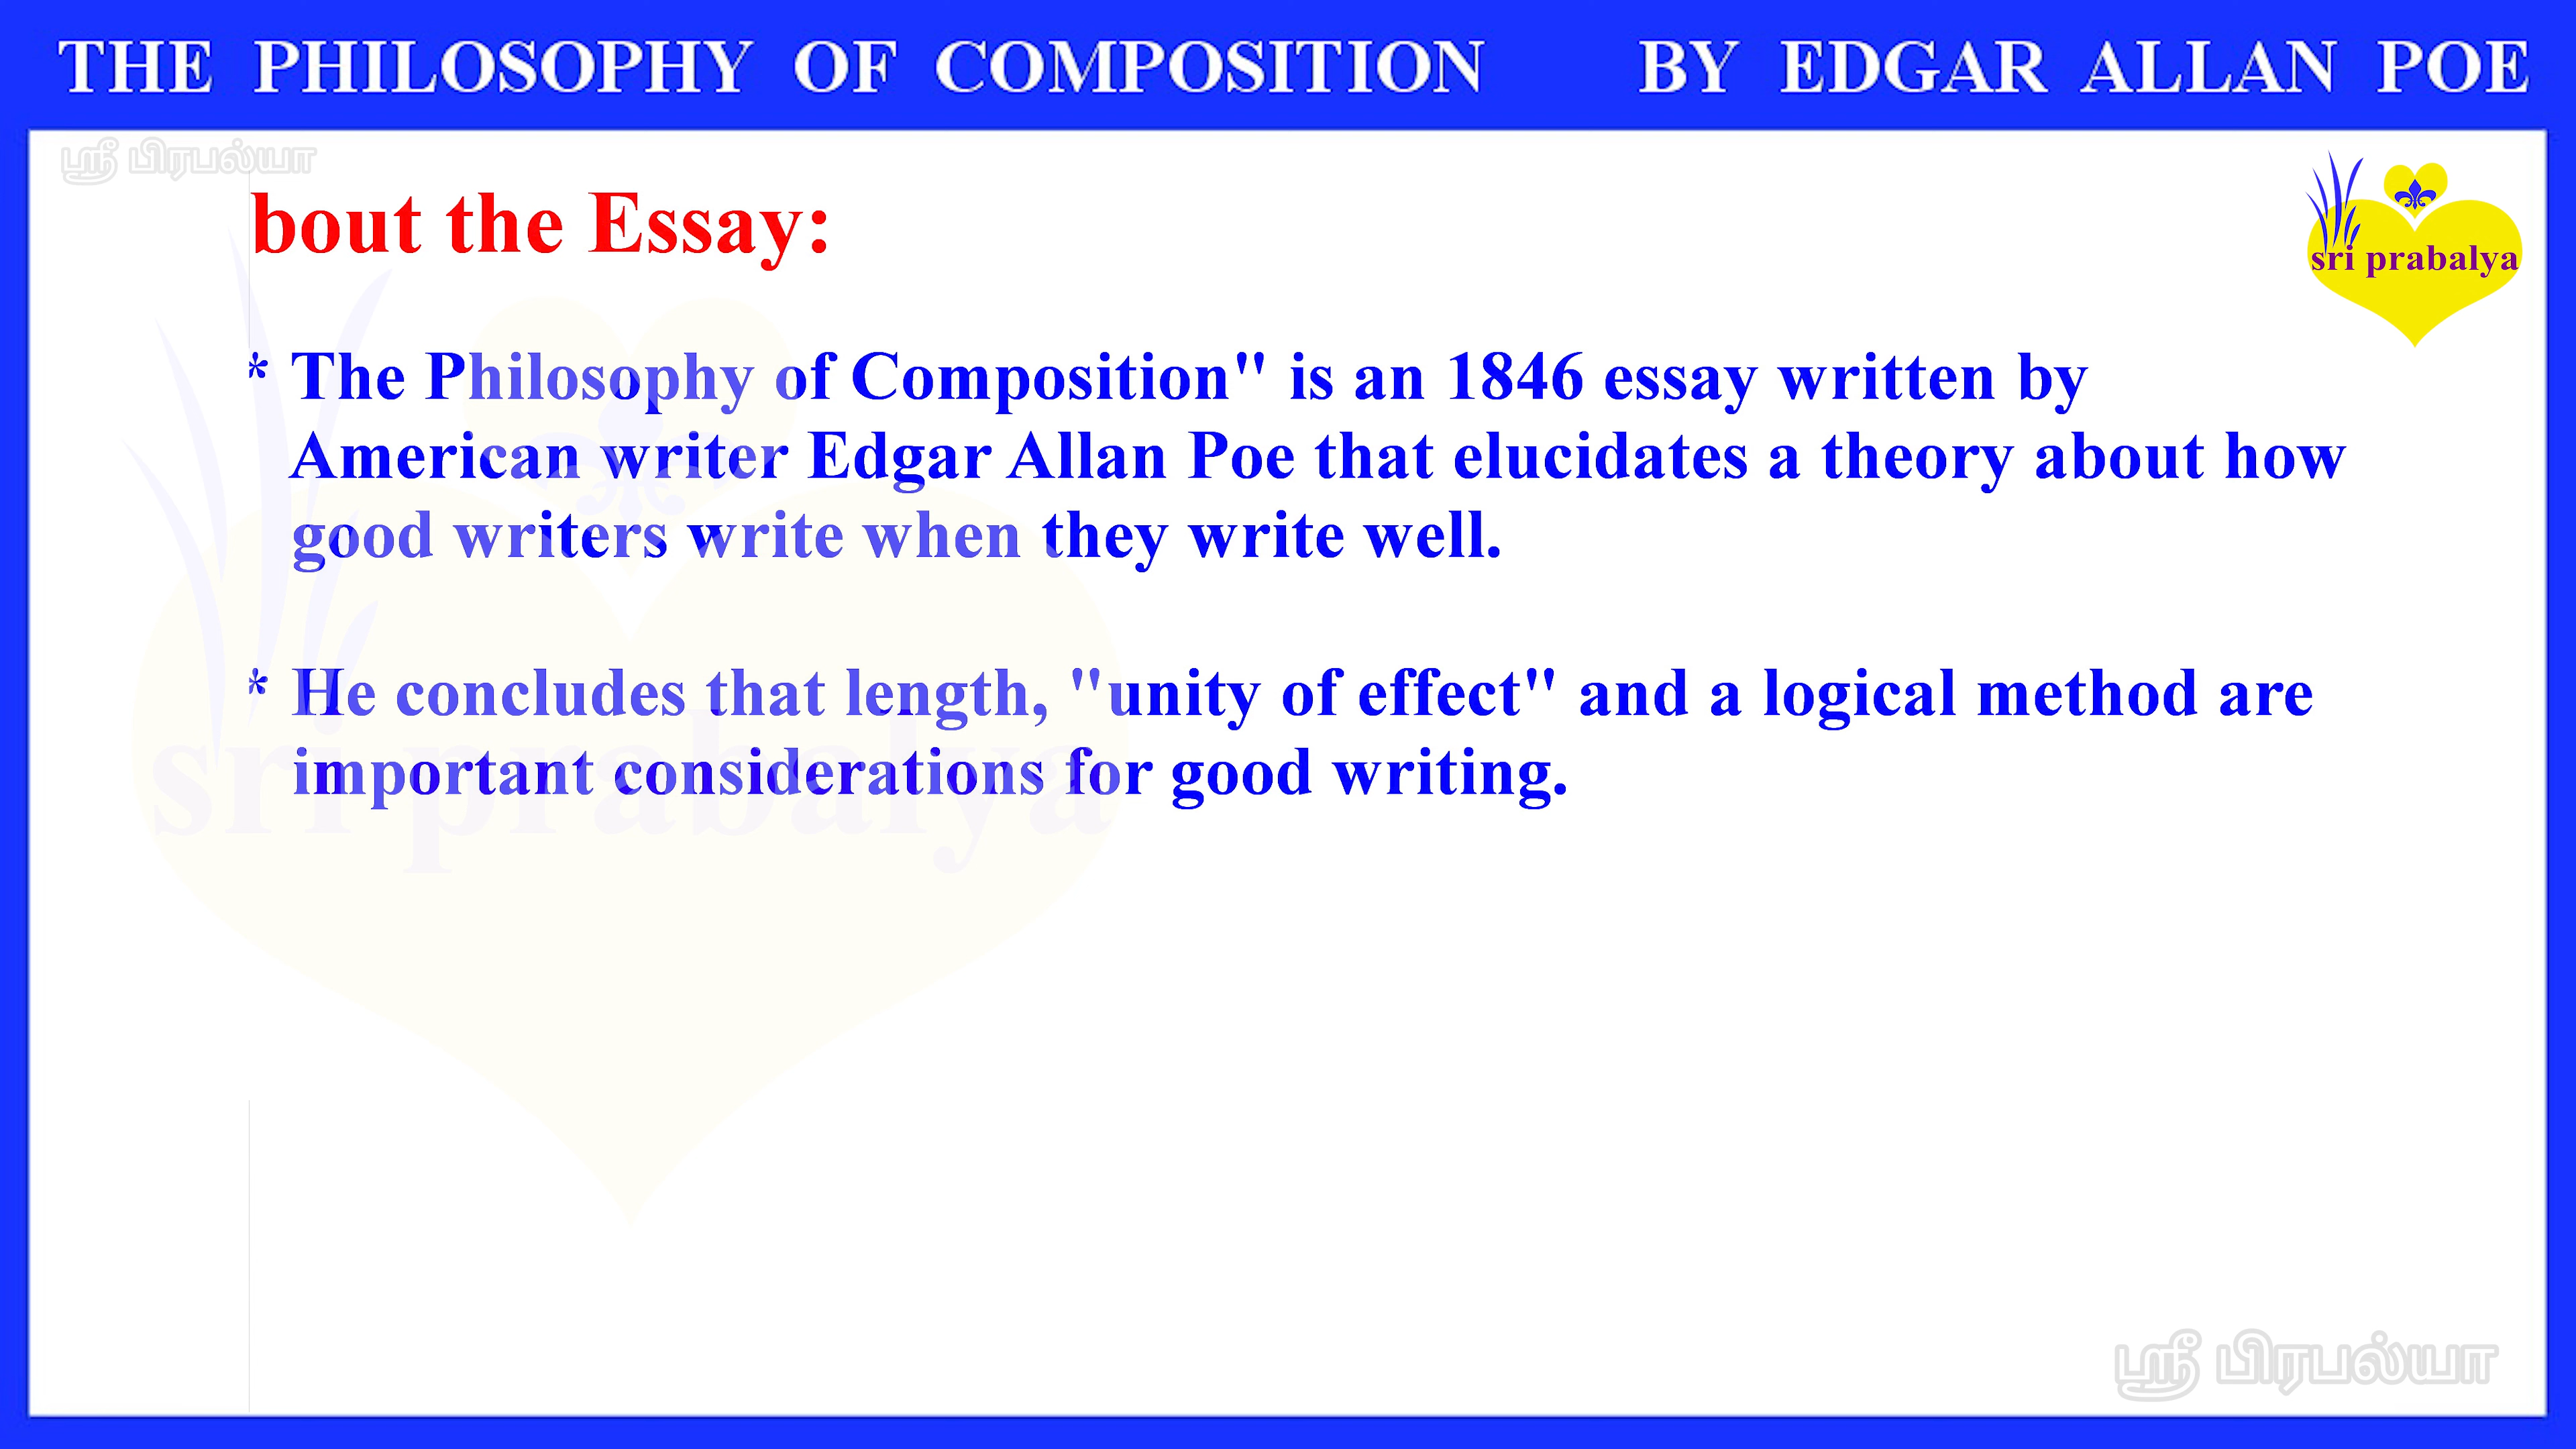 THE PHILOSOPHY OF COMPOSITION BY EDGAR ALLAN POE
ஸ்ரீ பிரபல்யா
bout the Essay:
sri prabalya
* The Philosophy of Composition" is an 1846 essay written by
American writer Edgar Allan Poe that elucidates a theory about how
good writers write when they write well.
* He concludes that length, "unity of effect" and a logical method are
important considerations for good writing.
sri prabalya
ஸ்ரீ பிரபல்யா